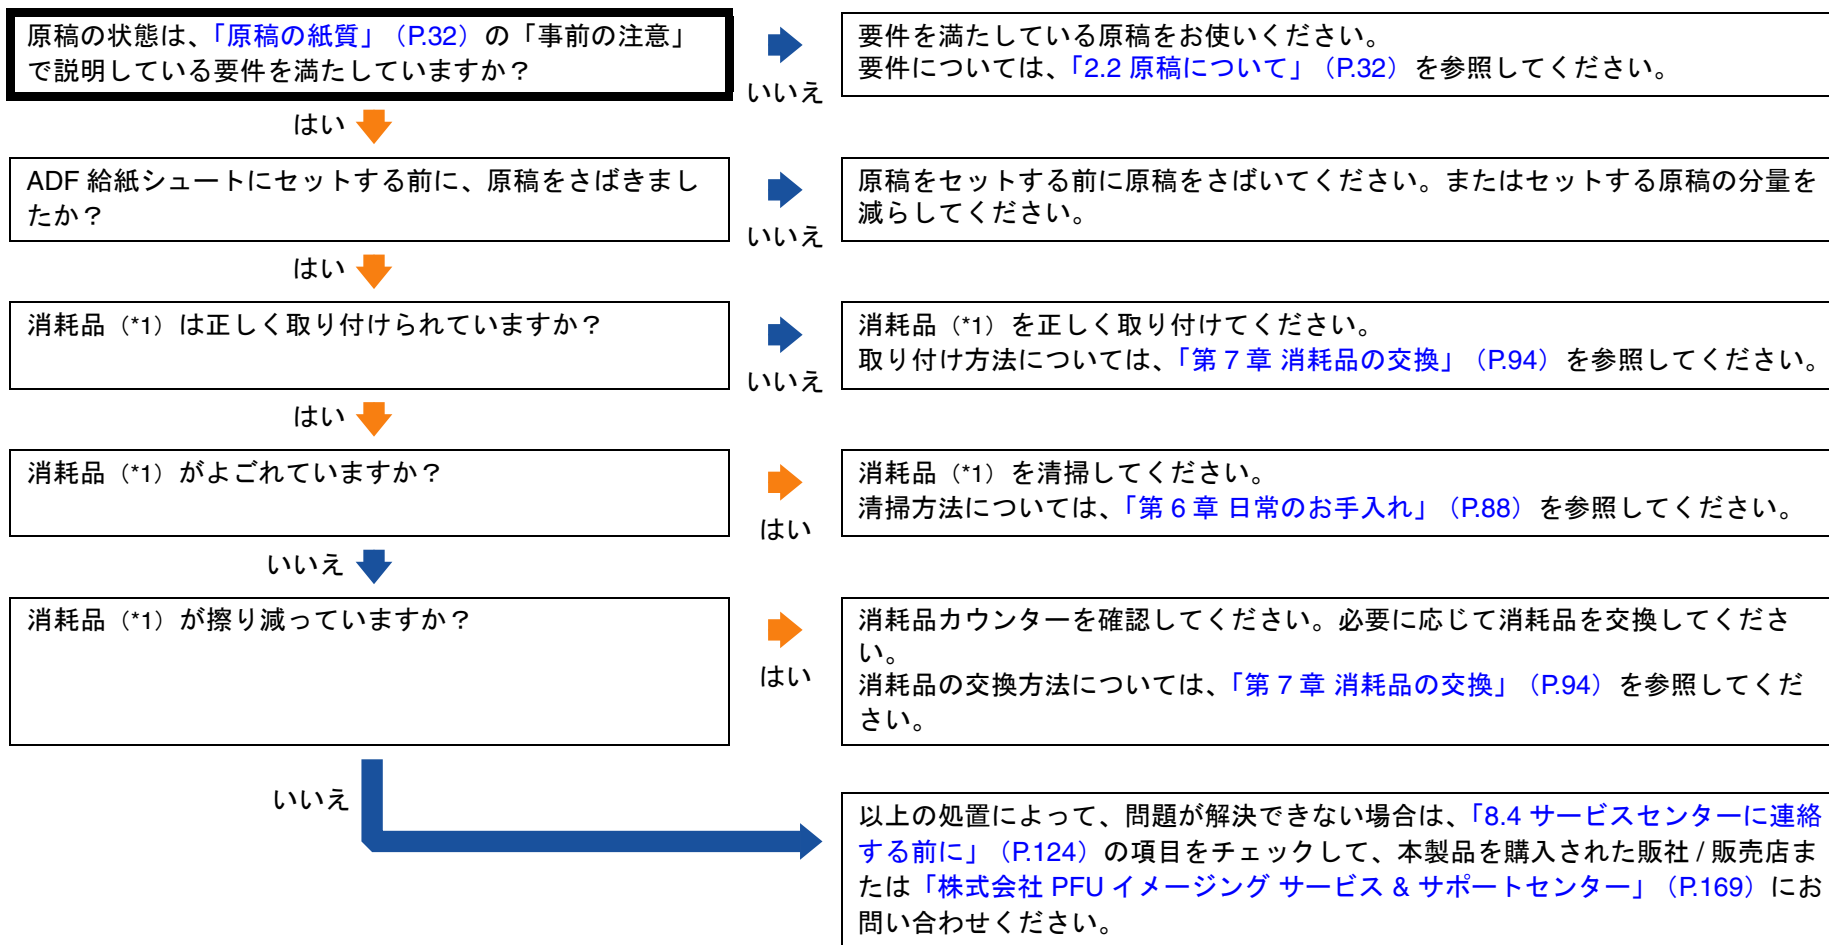 原稿の状態は、「原稿の紙質」（P.32）の「事前の注意」
で説明している要件を満たしていますか？
いいえ
要件を満たしている原稿をお使いください。
要件については、「2.2 原稿について」（P.32）を参照してください。
はい
ADF 給紙シュートにセットする前に、原稿をさばきまし
たか？
いいえ
原稿をセットする前に原稿をさばいてください。またはセットする原稿の分量を
減らしてください。
はい
消耗品（*1）は正しく取り付けられていますか？
いいえ
消耗品（*1）を正しく取り付けてください。
取り付け方法については、「第 7 章 消耗品の交換」（P.94）を参照してください。
はい
消耗品（*1）がよごれていますか？
はい
消耗品（*1）を清掃してください。
清掃方法については、「第 6 章 日常のお手入れ」（P.88）を参照してください。
いいえ
消耗品（*1）が擦り減っていますか？
はい
消耗品カウンターを確認してください。必要に応じて消耗品を交換してくださ
い。
消耗品の交換方法については、「第 7 章 消耗品の交換」（P.94）を参照してくだ
さい。
いいえ
以上の処置によって、問題が解決できない場合は、「8.4 サービスセンターに連絡
する前に」（P.124）の項目をチェックして、本製品を購入された販社 / 販売店ま
たは「株式会社 PFU イメージング サービス & サポートセンター」（P.169）にお
問い合わせください。